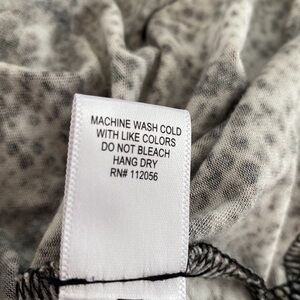 MACHINE WASH COLD
WITH LIKE COLORS
DO NOT BLEACH
HANG DRY
RN# 112056